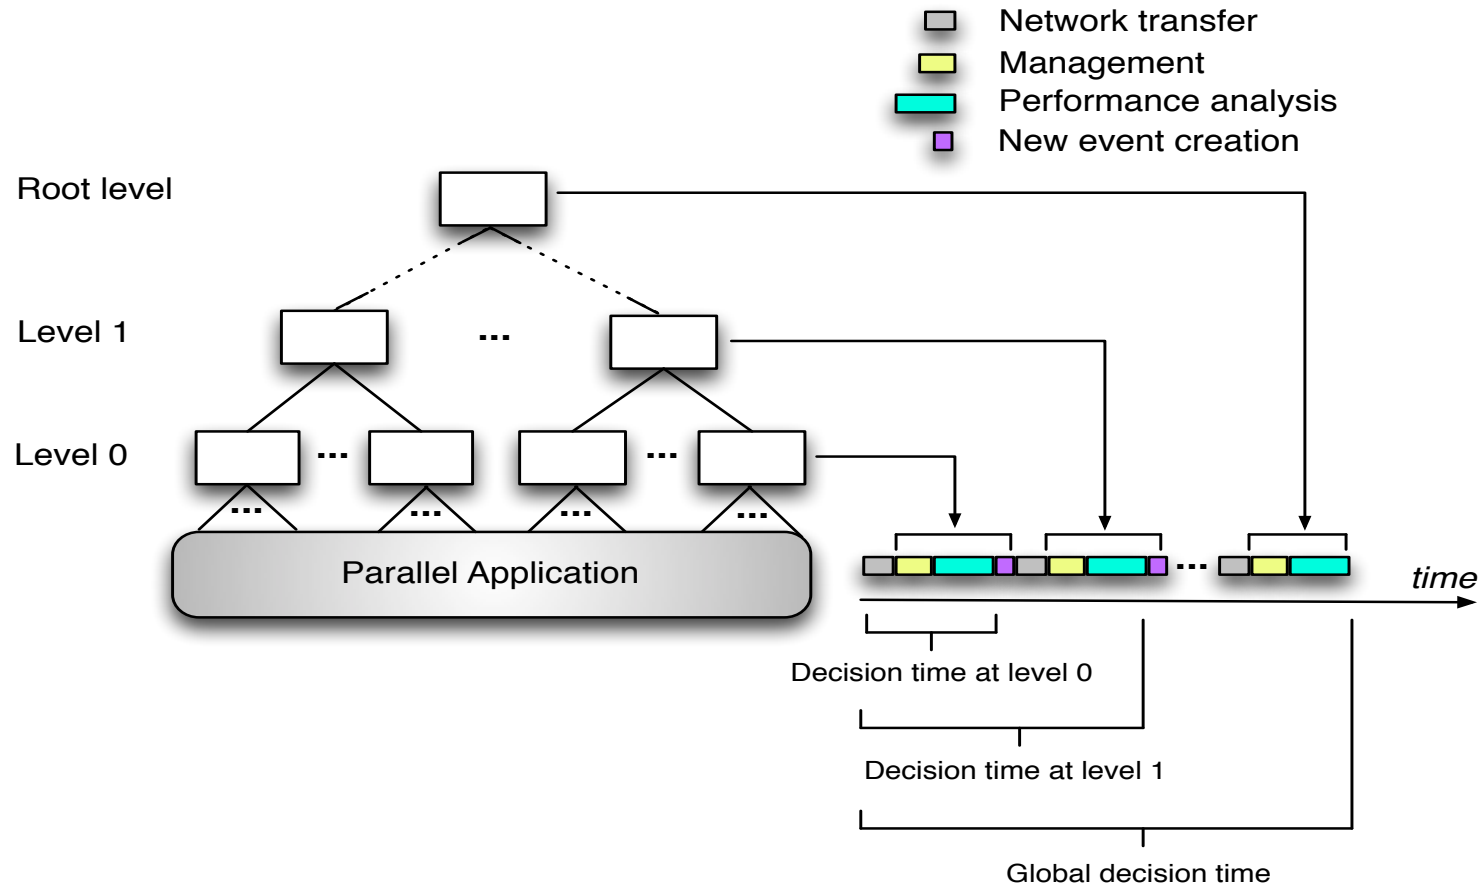 Network transfer
Management
Performance analysis
New event creation
Root level
Level 1
...
Level 0
... ...
... ... ... ...
Parallel Application
...
time
Decision time at level 0
Decision time at level 1
Global decision time